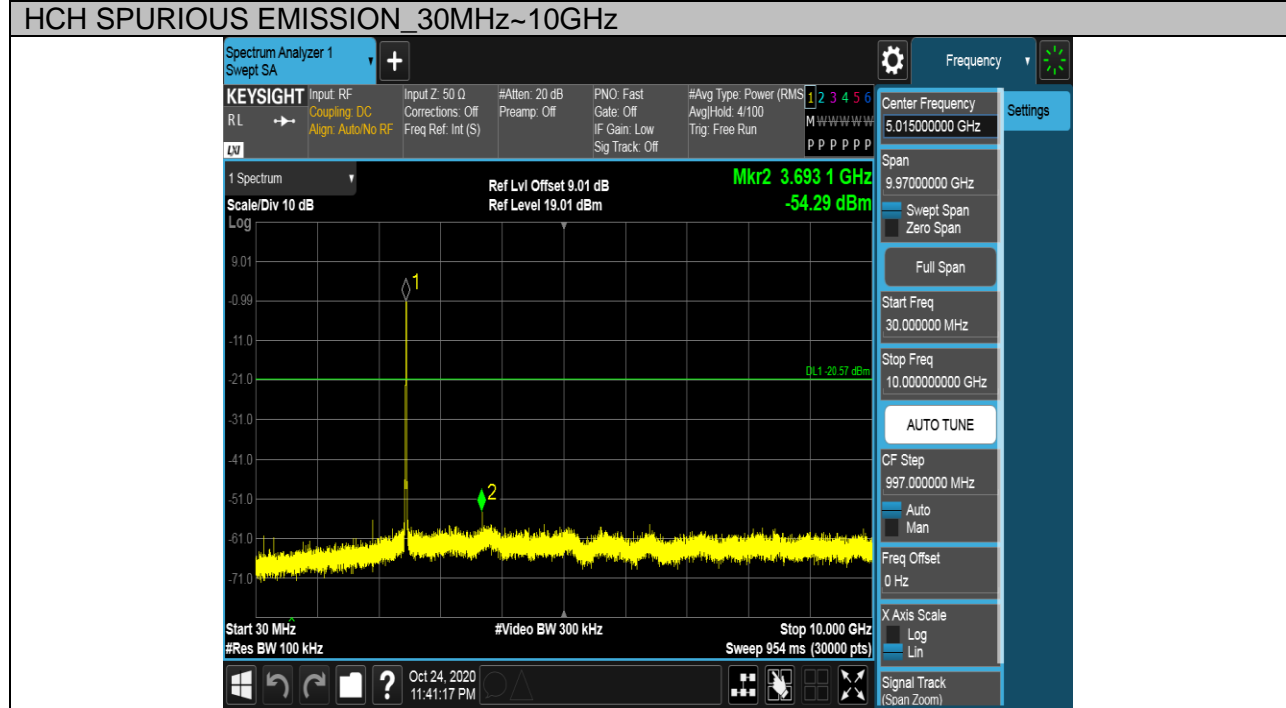 HCH SPURIOUS EMISSION_30MHz~10GHz
Spectrum Analyzer 1
Swept SA
+
Frequency
KEYSIGHT
RL
LXI
Input: RF
Coupling: DC
Align: Auto/No RF
Input Z: 50 Ω
Corrections: Off
Freq Ref: Int (S)
#Atten: 20 dB
Preamp: Off
PNO: Fast
Gate: Off
IF Gain: Low
Sig Track: Off
#Avg Type: Power (RMS
Avg|Hold: 4/100
Trig: Free Run
1 2 3 4 5 6
M W W W W W
P P P P P P
Center Frequency
5.015000000 GHz
Settings
Span
9.97000000 GHz
Swept Span
Zero Span
Full Span
Start Freq
30.000000 MHz
Stop Freq
10.000000000 GHz
AUTO TUNE
CF Step
997.000000 MHz
Auto
Man
Freq Offset
0 Hz
X Axis Scale
Log
Lin
Signal Track
(Span Zoom)
1 Spectrum
Scale/Div 10 dB
Ref Lvl Offset 9.01 dB
Ref Level 19.01 dBm
Mkr2 3.693 1 GHz
-54.29 dBm
Log
9.01
-0.99
-11.0
-21.0
-31.0
-41.0
-51.0
-61.0
-71.0
1
DL1 -20.57 dBm
2
Start 30 MHz
#Res BW 100 kHz
#Video BW 300 kHz
Stop 10.000 GHz
Sweep 954 ms (30000 pts)
?
Oct 24, 2020
11:41:17 PM